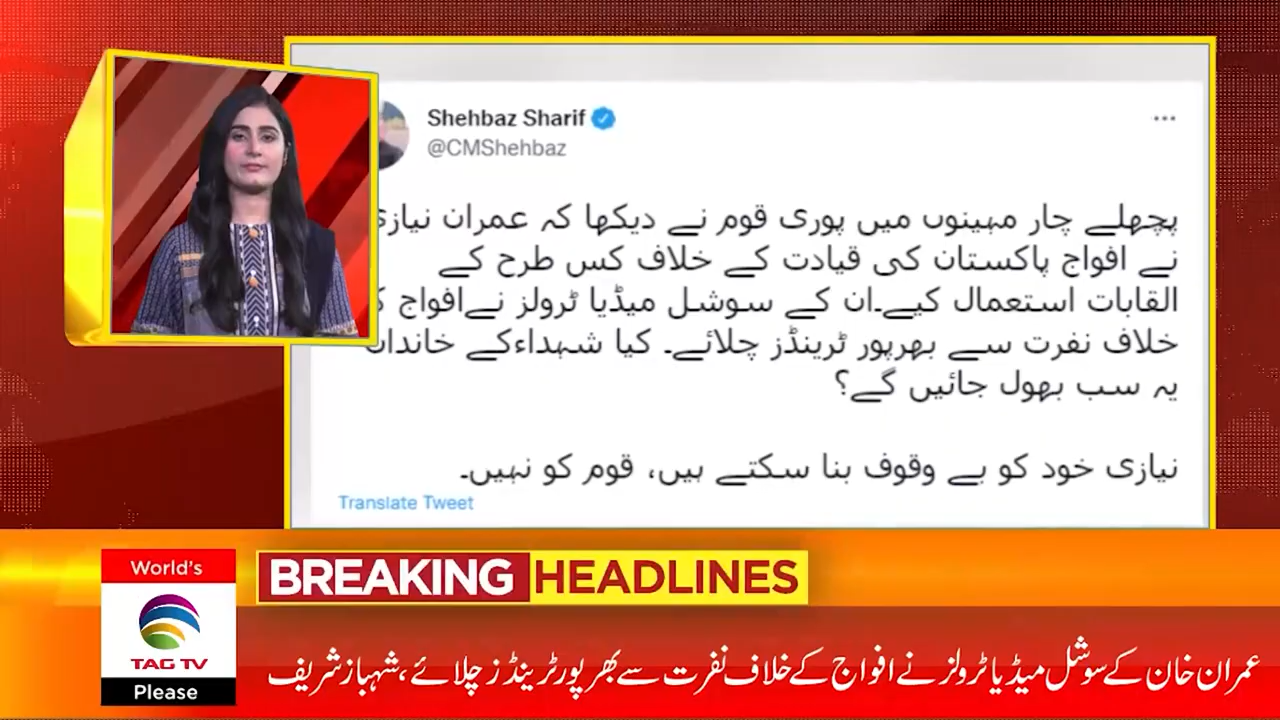 Shehbaz Sharif
@CMShehbaz
پچھلے چار مہینوں میں پوری قوم نے دیکھا کہ عمران نیازی
نے افواج پاکستان کی قیادت کے خلاف کس طرح کے
القابات استعمال کیے۔ان کے سوشل میڈیا ٹرولز نےافواج
خلاف نفرت سے بھرپور ٹرینڈز چلائے۔ کیا شہداءکے خاندان
یہ سب بھول جائیں گے؟
نیازی خود کو بے وقوف بنا سکتے ہیں، قوم کو نہیں۔
Translate Tweet
World's
TAG TV
Please
BREAKING HEADLINES
عمران خان کے سوشل میڈیا ٹرولز نے افواج کے خلاف نفرت سے بھرپور ٹرینڈز چلائے، شہباز شریف